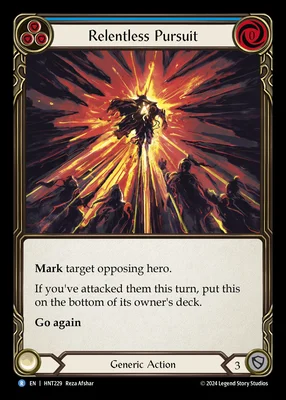 Relentless Pursuit
Mark target opposing hero.
If you've attacked them this turn, put this
on the bottom of its owner's deck.
Go again
Generic Action
3
R EN | HNT229 Reza Afshar
© 2024 Legend Story Studios